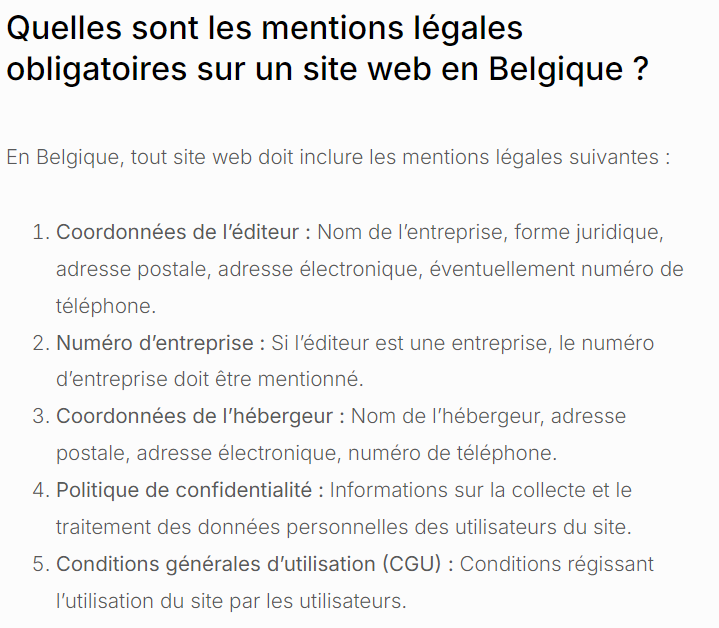 Quelles sont les mentions légales
obligatoires sur un site web en Belgique ?
En Belgique, tout site web doit inclure les mentions légales suivantes :
1. Coordonnées de l’éditeur : Nom de l’entreprise, forme juridique,
adresse postale, adresse électronique, éventuellement numéro de
téléphone.
2. Numéro d’entreprise : Si l’éditeur est une entreprise, le numéro
d’entreprise doit être mentionné.
3. Coordonnées de l’hébergeur : Nom de l’hébergeur, adresse
postale, adresse électronique, numéro de téléphone.
4. Politique de confidentialité : Informations sur la collecte et le
traitement des données personnelles des utilisateurs du site.
5. Conditions générales d’utilisation (CGU) : Conditions régissant
l’utilisation du site par les utilisateurs.